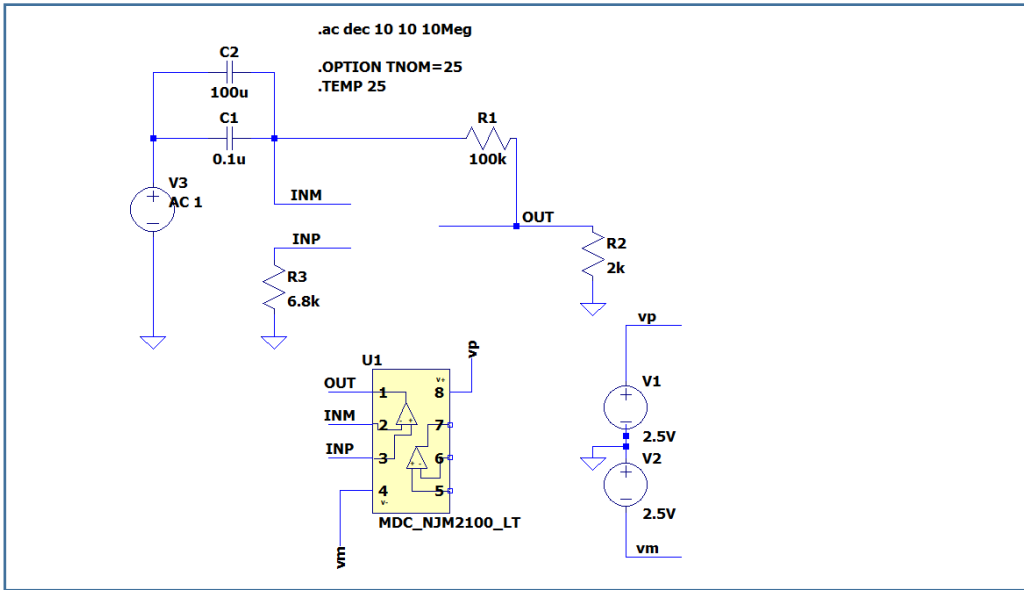 .ac dec 10 10 10Meg
.OPTION TNOM=25
.TEMP 25
C2
100u
C1
0.1u
R1
100k
V3
AC 1
INM
INP
OUT
R3
6.8k
R2
2k
vp
V1
2.5V
V2
2.5V
vm
U1
vp
OUT
INM
INP
vm
1
2
3
4
V+
8
7
6
5
V-
MDC_NJM2100_LT